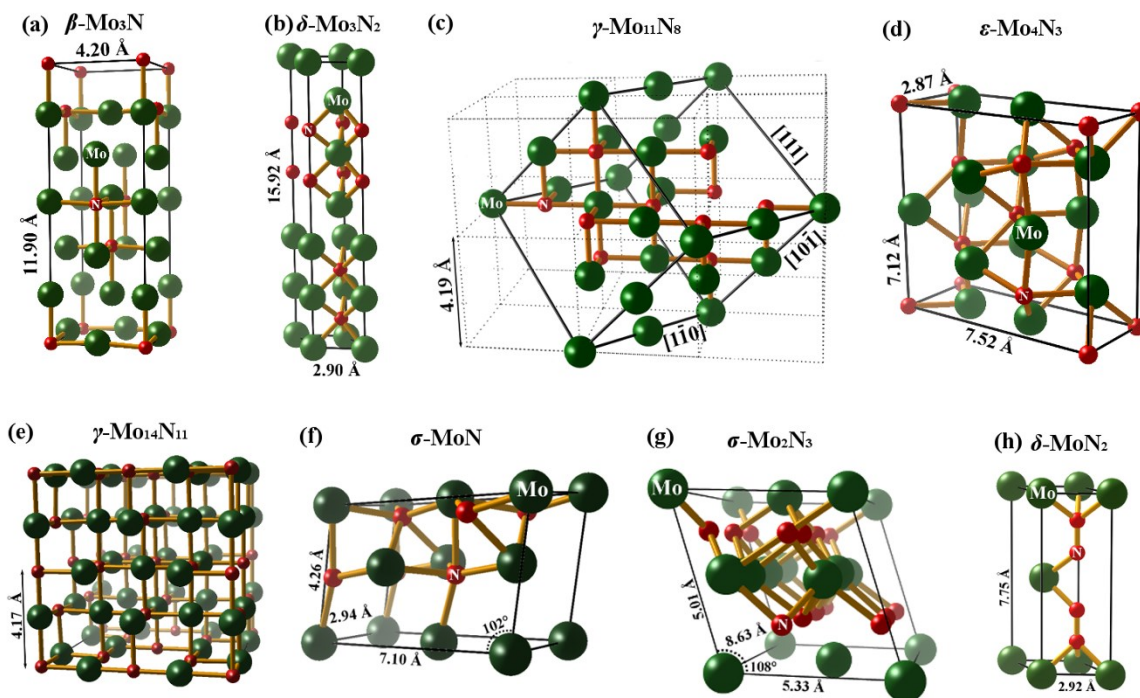 (a) β-Mo₃N
4.20 Å
Mo
N
11.90 Å
(b) δ-Mo₃N₂
Mo
N
15.92 Å
2.90 Å
(c) γ-Mo₁₁N₈
[111]
Mo
N
[101̄]
4.19 Å
[11̄0]
(d) ε-Mo₄N₃
2.87 Å
Mo
7.12 Å
N
7.52 Å
(e) γ-Mo₁₄N₁₁
4.17 Å
(f) σ-MoN
Mo
4.26 Å
N
2.94 Å
102°
7.10 Å
(g) σ-Mo₂N₃
Mo
5.01 Å
N
8.63 Å
108°
5.33 Å
(h) δ-MoN₂
Mo
N
7.75 Å
2.92 Å